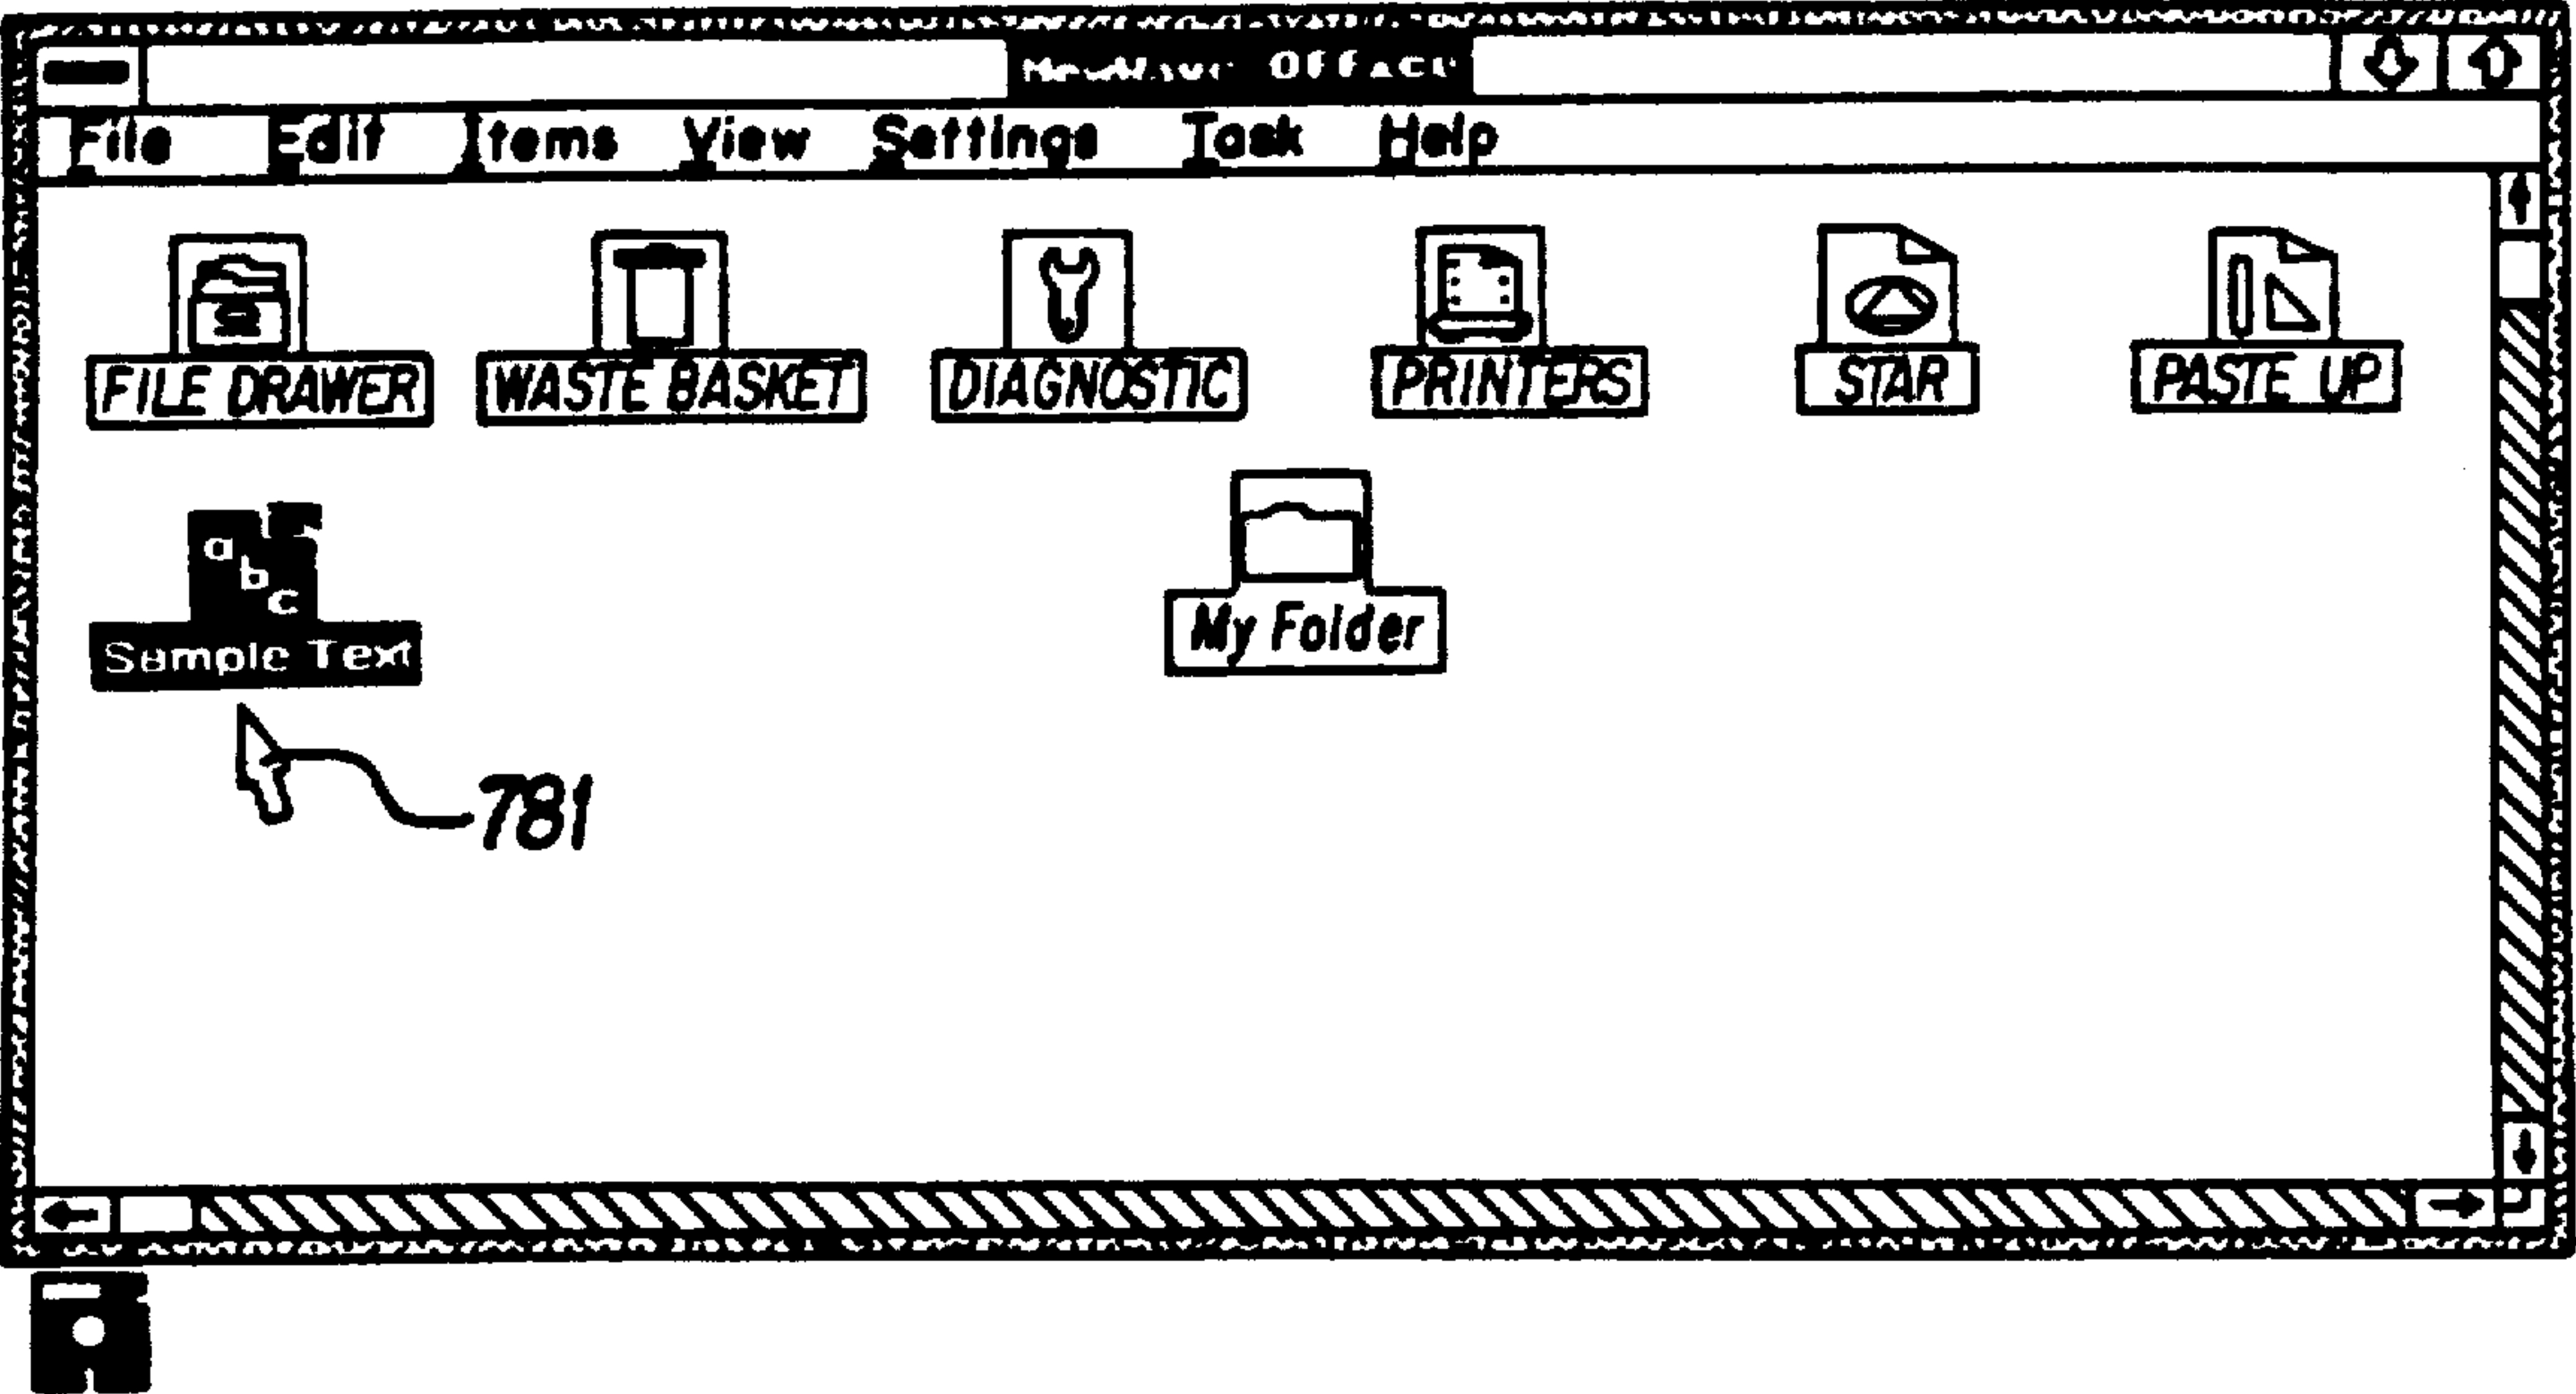 NewWave Office
File Edit Items View Settings Task Help
FILE DRAWER WASTE BASKET DIAGNOSTIC PRINTERS STAR PASTE UP
a
b
c
Sample Text My Folder
781